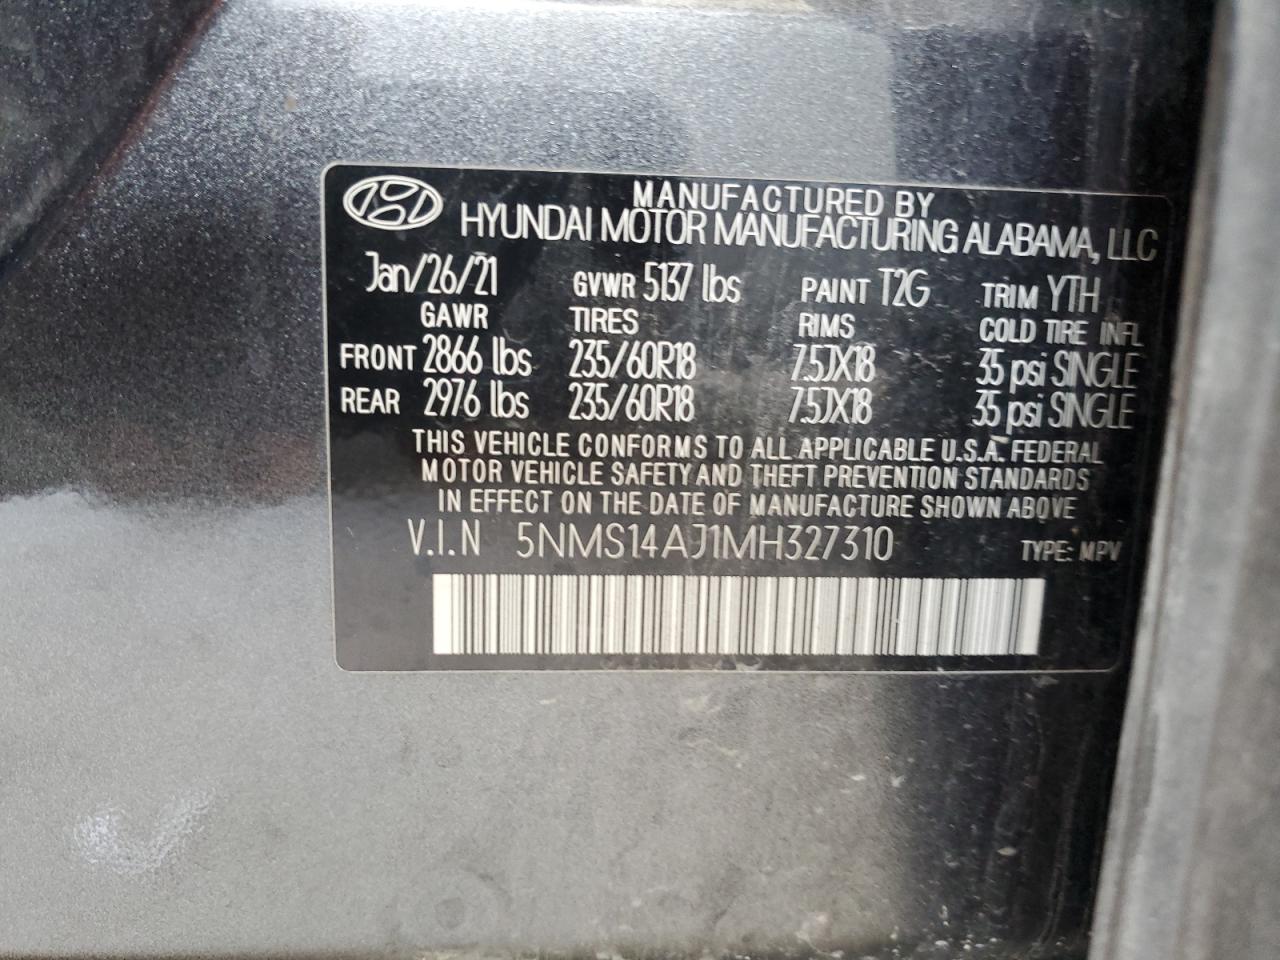 MANUFACTURED BY
HYUNDAI MOTOR MANUFACTURING ALABAMA, LLC
Jan/26/21 GVWR 5137 lbs PAINT T2G TRIM YTH
GAWR TIRES RIMS COLD TIRE INFL
FRONT 2866 lbs 235/60R18 7.5JX18 35 psi SINGLE
REAR 2976 lbs 235/60R18 7.5JX18 35 psi SINGLE
THIS VEHICLE CONFORMS TO ALL APPLICABLE U.S.A. FEDERAL
MOTOR VEHICLE SAFETY AND THEFT PREVENTION STANDARDS
IN EFFECT ON THE DATE OF MANUFACTURE SHOWN ABOVE
V.I.N 5NMS14AJ1MH327310 TYPE: MPV